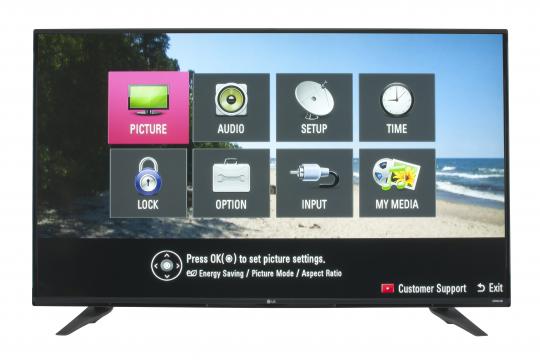 PICTURE
AUDIO
SETUP
TIME
LOCK
OPTION
INPUT
MY MEDIA
Press OK(◉) to set picture settings.
Energy Saving / Picture Mode / Aspect Ratio
Customer Support
Exit
LG